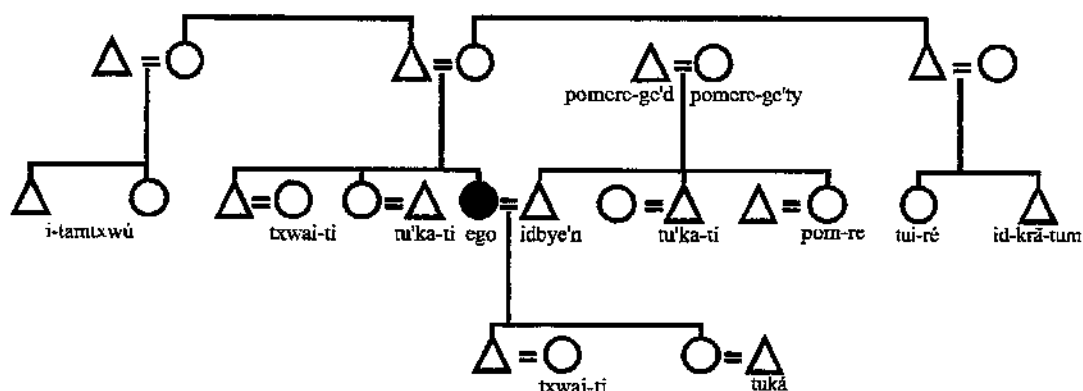 pomere-ge'd pomere-ge'ty
i-tamtxwú txwai-ti tu'ka-ti ego idbye'n tu'ka-ti pom-re tui-ré id-krã-tum
txwai-ti tuká